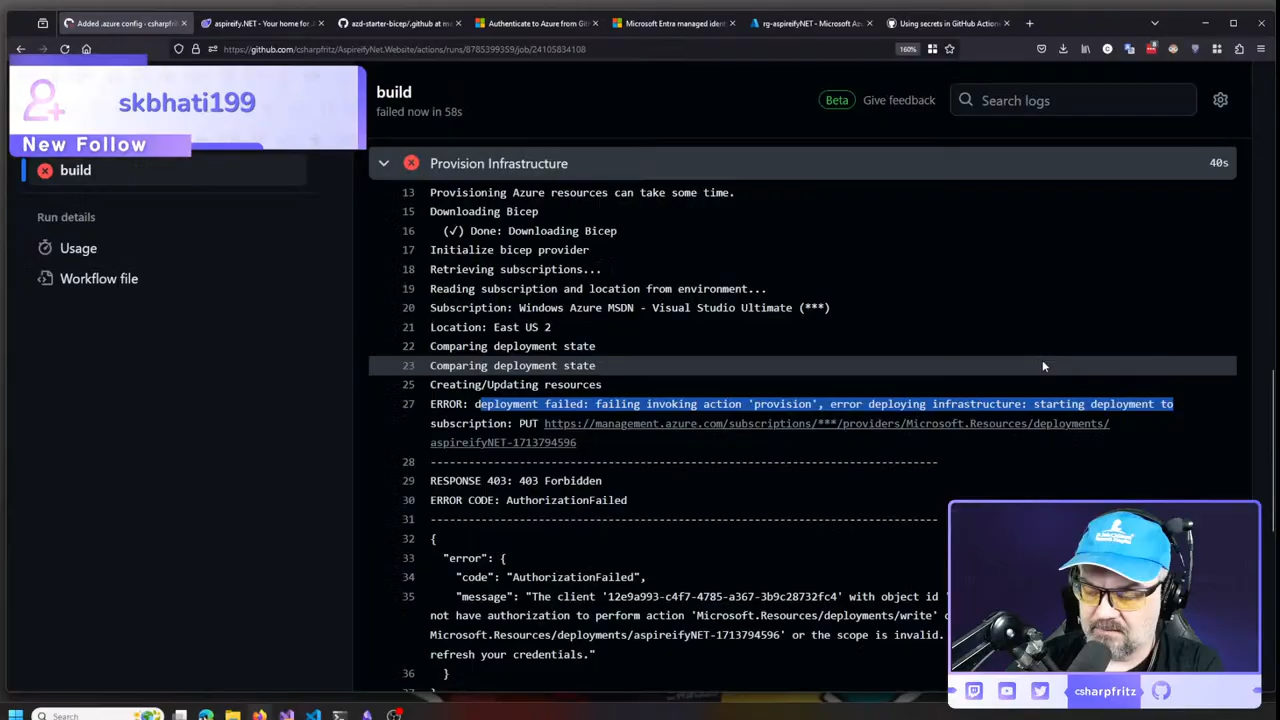 Added .azure config · csharpfritz
aspireify.NET - Your home for
azd-starter-bicep/.github at m
Authenticate to Azure from Git
Microsoft Entra managed ident
rg-aspireifyNET - Microsoft Az
Using secrets in GitHub Action
https://github.com/csharpfritz/AspireifyNet.Website/actions/runs/8785399359/job/24105834108
160%
skbhati199
New Follow
build
failed now in 58s
Beta
Give feedback
Search logs
build
Run details
Usage
Workflow file
Provision Infrastructure
40s
13 Provisioning Azure resources can take some time.
15 Downloading Bicep
16 (✓) Done: Downloading Bicep
17 Initialize bicep provider
18 Retrieving subscriptions...
19 Reading subscription and location from environment...
20 Subscription: Windows Azure MSDN - Visual Studio Ultimate (***)
21 Location: East US 2
22 Comparing deployment state
23 Comparing deployment state
25 Creating/Updating resources
27 ERROR: deployment failed: failing invoking action 'provision', error deploying infrastructure: starting deployment to
subscription: PUT https://management.azure.com/subscriptions/***/providers/Microsoft.Resources/deployments/
aspireifyNET-1713794596
28 --------------------------------------------------------------------------------
29 RESPONSE 403: 403 Forbidden
30 ERROR CODE: AuthorizationFailed
31 --------------------------------------------------------------------------------
32 {
33 "error": {
34 "code": "AuthorizationFailed",
35 "message": "The client '12e9a993-c4f7-4785-a367-3b9c28732fc4' with object id '
not have authorization to perform action 'Microsoft.Resources/deployments/write'
Microsoft.Resources/deployments/aspireifyNET-1713794596' or the scope is invalid.
refresh your credentials."
36 }
37 }
csharpfritz
Search